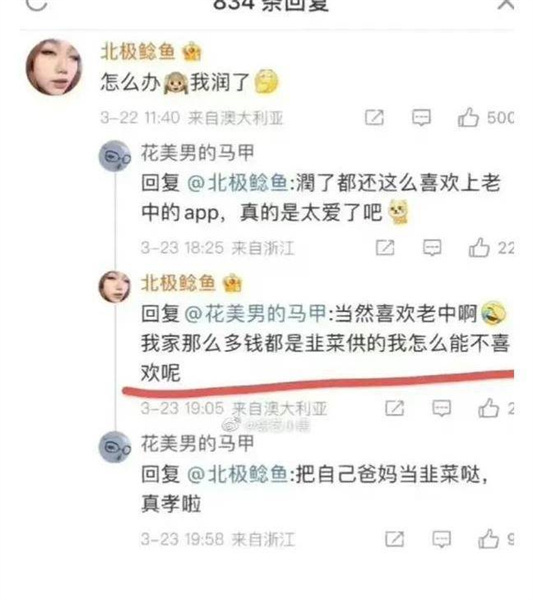 834 条回复
北极鲶鱼
怎么办🙉我润了🤔
3-22 11:40 来自澳大利亚 500
花美男的马甲
回复 @北极鲶鱼:潤了都还这么喜欢上老
中的app，真的是太爱了吧
3-23 18:25 来自浙江 22
北极鲶鱼
回复@花美男的马甲:当然喜欢老中啊🤣
我家那么多钱都是韭菜供的我怎么能不喜
欢呢
3-23 19:05 来自澳大利亚 2
花美男的马甲
回复 @北极鲶鱼:把自己爸妈当韭菜哒，
真孝啦
3-23 19:58 来自浙江 9